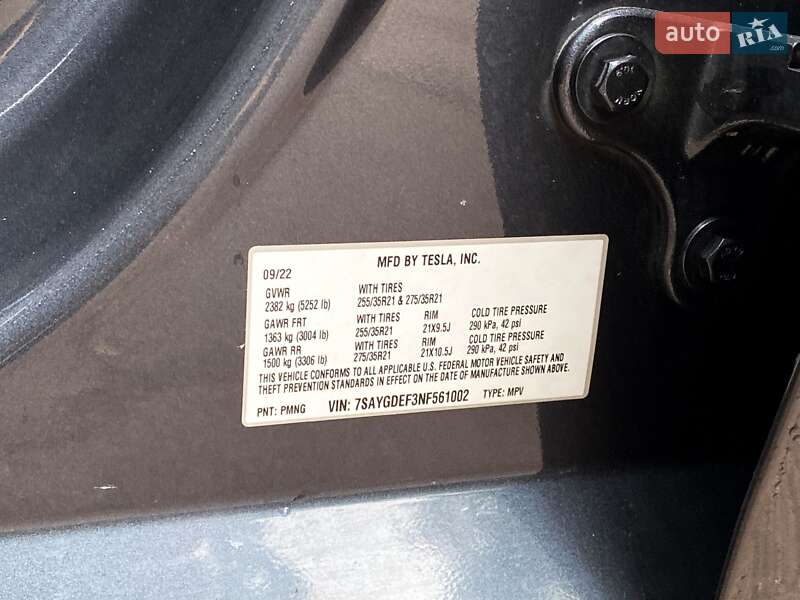 auto RIA .com
09/22 MFD BY TESLA, INC.
GVWR WITH TIRES
2382 kg (5252 lb) 255/35R21 & 275/35R21
GAWR FRT WITH TIRES RIM COLD TIRE PRESSURE
1363 kg (3004 lb) 255/35R21 21X9.5J 290 kPa, 42 psi
GAWR RR WITH TIRES RIM COLD TIRE PRESSURE
1500 kg (3306 lb) 275/35R21 21X10.5J 290 kPa, 42 psi
THIS VEHICLE CONFORMS TO ALL APPLICABLE U.S. FEDERAL MOTOR VEHICLE SAFETY AND
THEFT PREVENTION STANDARDS IN EFFECT ON THE DATE OF MANUFACTURE SHOWN ABOVE.
PNT: PMNG VIN: 7SAYGDEF3NF561002 TYPE: MPV